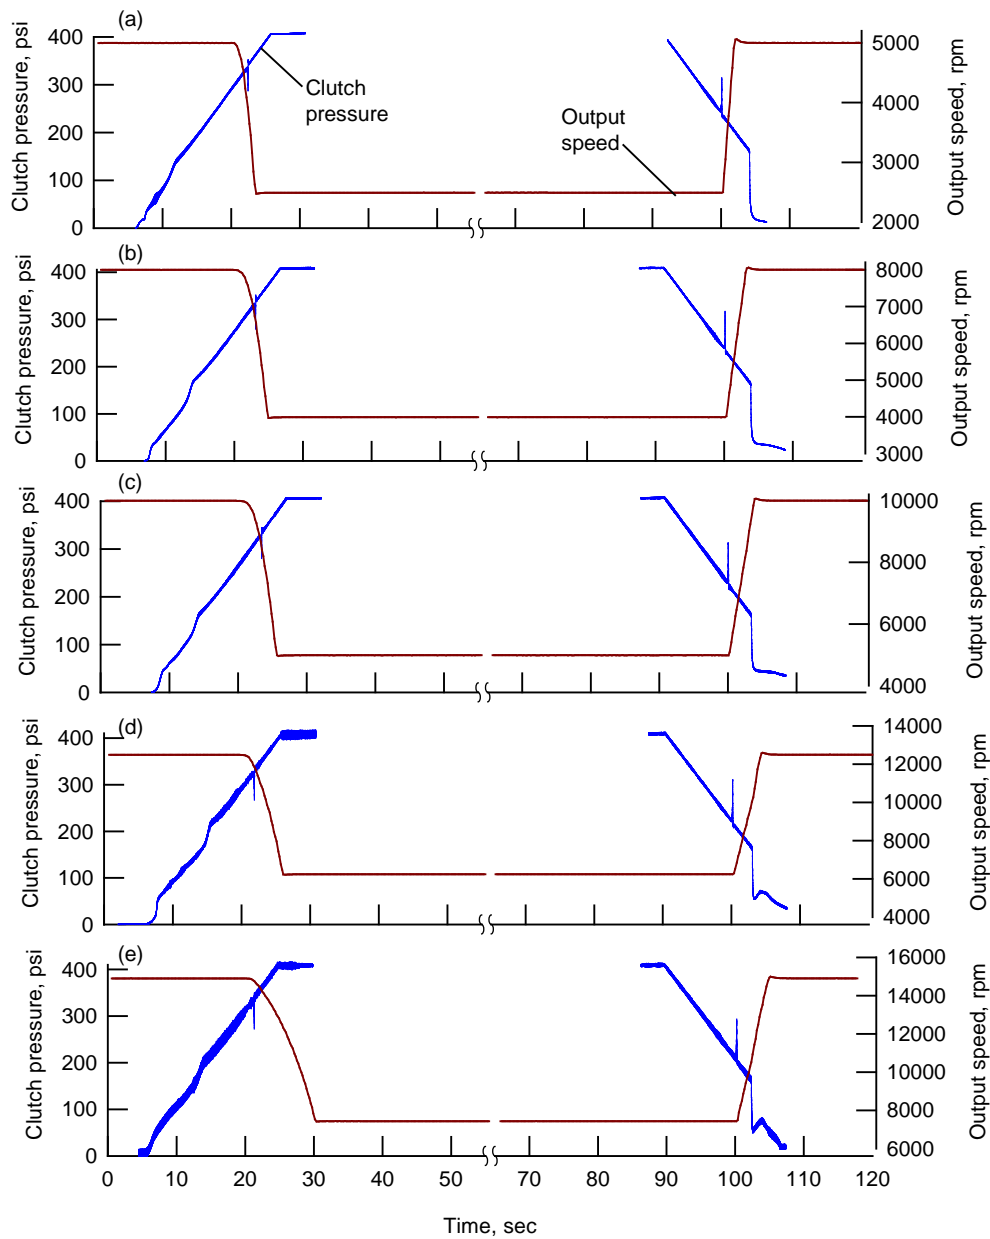 (a)
Clutch pressure, psi
400
300
200
100
0
Clutch
pressure
Output
speed
5000
4000
3000
2000
Output speed, rpm
(b)
Clutch pressure, psi
400
300
200
100
0
8000
7000
6000
5000
4000
3000
Output speed, rpm
(c)
Clutch pressure, psi
400
300
200
100
0
10000
8000
6000
4000
Output speed, rpm
(d)
Clutch pressure, psi
400
300
200
100
0
14000
12000
10000
8000
6000
4000
Output speed, rpm
(e)
Clutch pressure, psi
400
300
200
100
0
16000
14000
12000
10000
8000
6000
Output speed, rpm
0 10 20 30 40 50 70 80 90 100 110 120
Time, sec